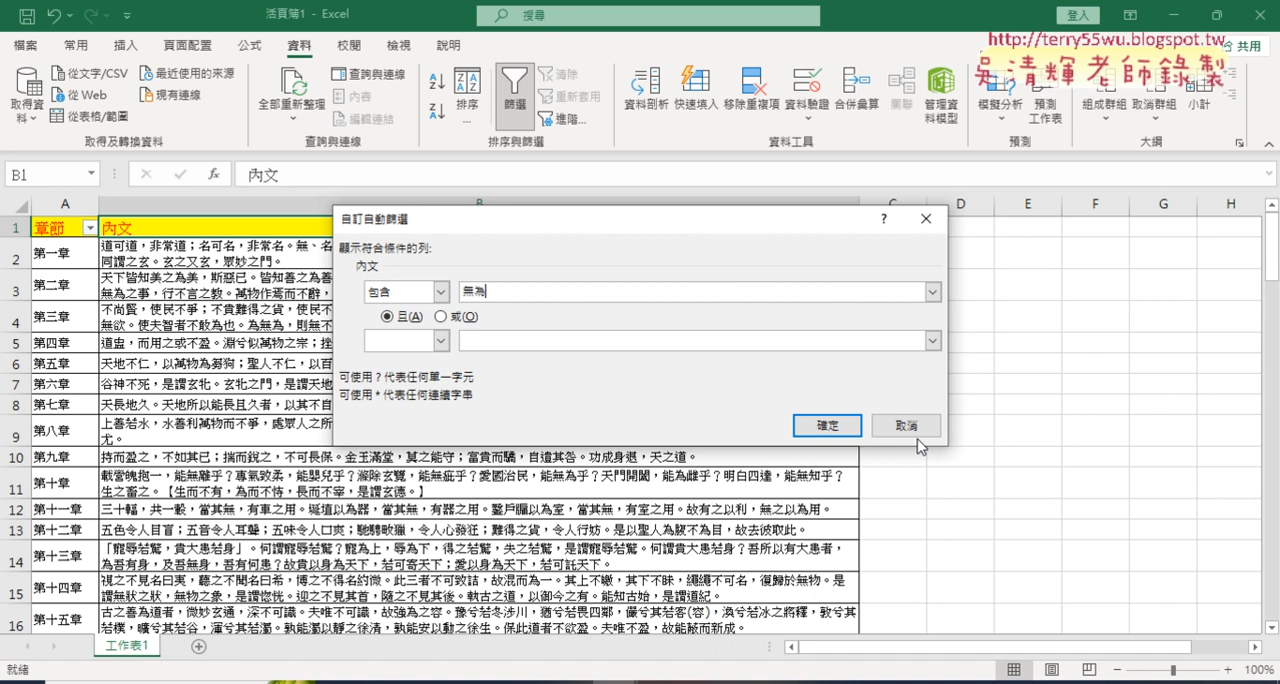 活頁簿1 - Excel
搜尋
登入
http://terry55wu.blogspot.tw
吳清輝老師錄製
檔案 常用 插入 頁面配置 公式 資料 校閱 檢視 說明 共用
取得資料 從文字/CSV 從 Web 從表格/範圍 最近使用的來源 現有連線
取得及轉換資料
全部重新整理 查詢與連線 內容 編輯連結
查詢與連線
排序 篩選 清除 重新套用 進階...
排序與篩選
資料剖析 快速填入 移除重複項 資料驗證 合併彙算 關聯 管理資料模型
資料工具
模擬分析 預測工作表
預測
組成群組 取消群組 小計
大綱
B1 fx 內文
A B C D E F G H
1 章節 內文
2 第一章 道可道，非常道；名可名，非常名。無、名
同謂之玄。玄之又玄，眾妙之門。
3 第二章 天下皆知美之為美，斯惡已。皆知善之為善
無為之事，行不言之教。萬物作焉而不辭，
4 第三章 不尚賢，使民不爭；不貴難得之貨，使民不
無欲。使夫智者不敢為也。為無為，則無不
5 第四章 道盅，而用之或不盈。淵兮似萬物之宗；挫
6 第五章 天地不仁，以萬物為芻狗；聖人不仁，以百
7 第六章 谷神不死，是謂玄牝。玄牝之門，是謂天地
8 第七章 天長地久。天地所以能長且久者，以其不自
9 第八章 上善若水，水善利萬物而不爭，處眾人之所
尤。
10 第九章 持而盈之，不如其已；揣而銳之，不可長保。金玉滿堂，莫之能守；富貴而驕，自遺其咎。功成身退，天之道。
11 第十章 載營魄抱一，能無離乎？專氣致柔，能嬰兒乎？滌除玄覽，能無疵乎？愛國治民，能無為乎？天門開闔，能為雌乎？明白四達，能無知乎？
生之畜之。【生而不有，為而不恃，長而不宰，是謂玄德。】
12 第十一章 三十輻，共一轂，當其無，有車之用。埏埴以為器，當其無，有器之用。鑿戶牖以為室，當其無，有室之用。故有之以利，無之以為用。
13 第十二章 五色令人目盲；五音令人耳聾；五味令人口爽；馳騁畋獵，令人心發狂；難得之貨，令人行妨。是以聖人為腹不為目，故去彼取此。
14 第十三章 「寵辱若驚，貴大患若身」。何謂寵辱若驚？寵為上，辱為下，得之若驚，失之若驚，是謂寵辱若驚。何謂貴大患若身？吾所以有大患者，
為吾有身，及吾無身，吾有何患？故貴以身為天下，若可寄天下；愛以身為天下，若可託天下。
15 第十四章 視之不見名曰夷，聽之不聞名曰希，搏之不得名約微。此三者不可致詰，故混而為一。其上不皦，其下不昧，繩繩不可名，復歸於無物。是
謂無狀之狀，無物之象，是謂惚恍。迎之不見其首，隨之不見其後。執古之道，以御今之有。能知古始，是謂道紀。
16 第十五章 古之善為道者，微妙玄通，深不可識。夫唯不可識，故強為之容。豫兮若冬涉川，猶兮若畏四鄰，儼兮其若客(容)，渙兮若冰之將釋，敦兮其
若樸，曠兮其若谷，渾兮其若濁。孰能濁以靜之徐清，孰能安以動之徐生。保此道者不欲盈。夫唯不盈，故能敝而新成。
自訂自動篩選
?
顯示符合條件的列:
內文
包含 無為
且(A) 或(O)
可使用 ? 代表任何單一字元
可使用 * 代表任何連續字串
確定 取消
工作表1
就緒 100%